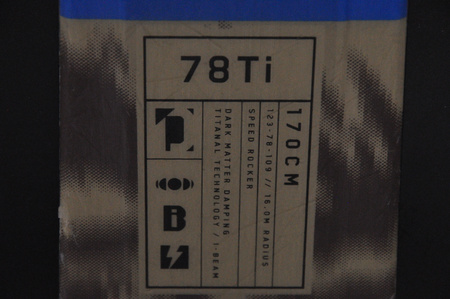 78Ti
170CM
123-78-109 // 16.0M RADIUS
SPEED ROCKER
DARK MATTER DAMPING
TITANAL TECHNOLOGY / I-BEAM
P
B